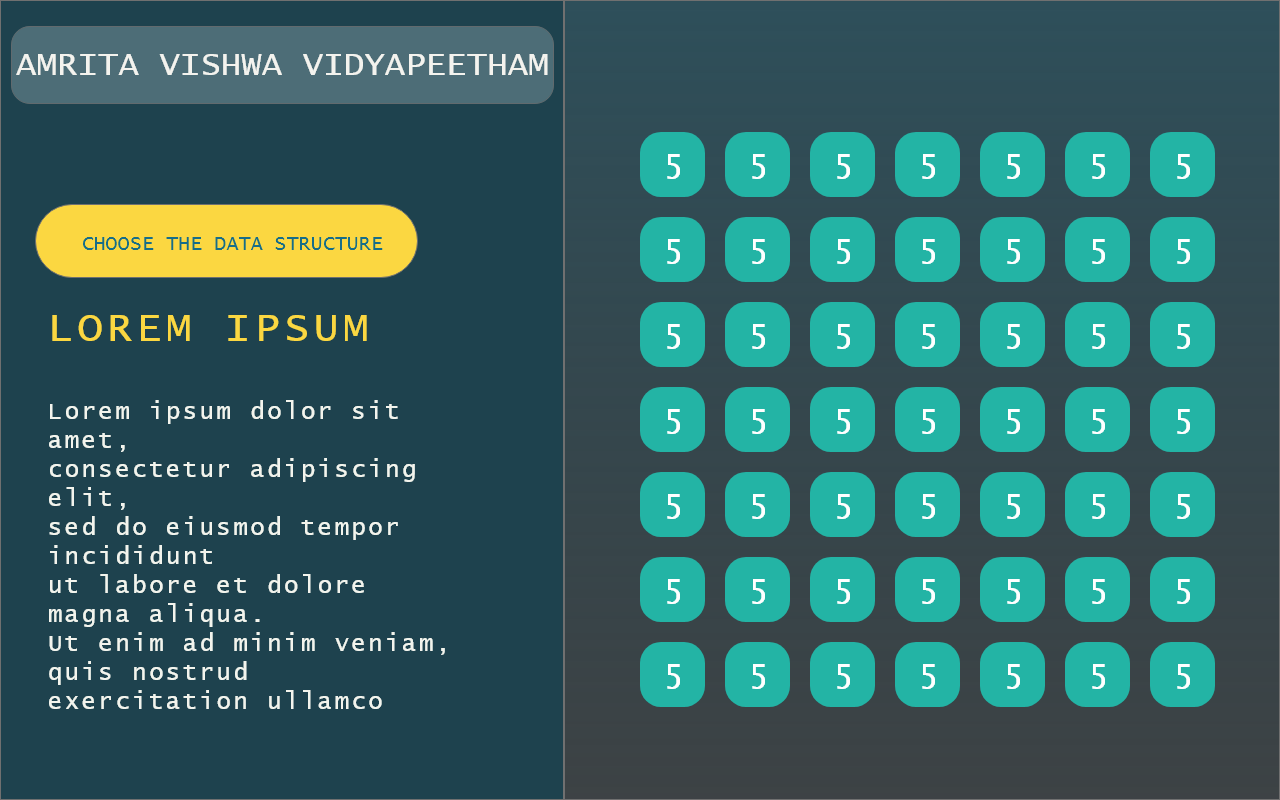 AMRITA VISHWA VIDYAPEETHAM
CHOOSE THE DATA STRUCTURE
LOREM IPSUM
Lorem ipsum dolor sit
amet,
consectetur adipiscing
elit,
sed do eiusmod tempor
incididunt
ut labore et dolore
magna aliqua.
Ut enim ad minim veniam,
quis nostrud
exercitation ullamco
5 5 5 5 5 5 5
5 5 5 5 5 5 5
5 5 5 5 5 5 5
5 5 5 5 5 5 5
5 5 5 5 5 5 5
5 5 5 5 5 5 5
5 5 5 5 5 5 5